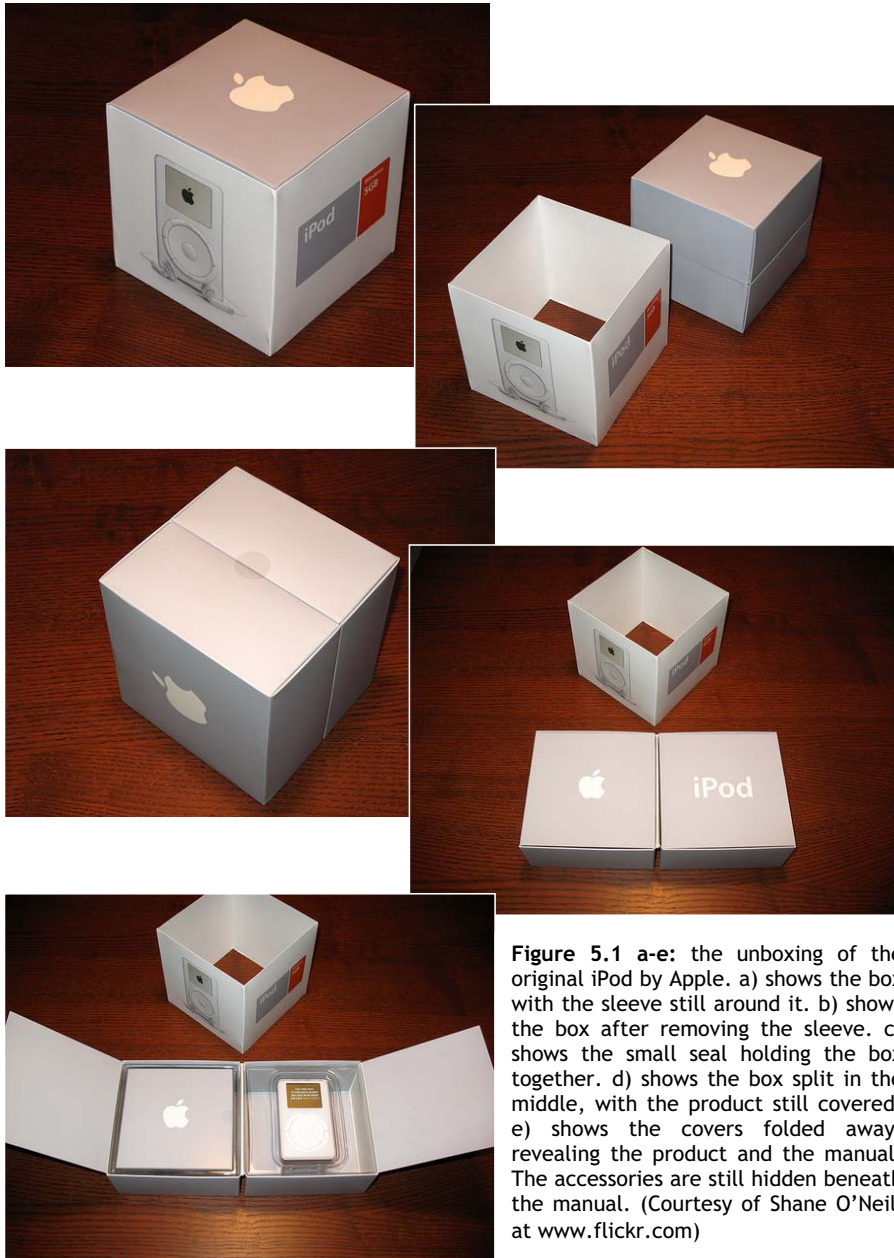 iPod
Windows
5GB
iPod
iPod
iPod
iPod
iPod
Figure 5.1 a-e: the unboxing of the
original iPod by Apple. a) shows the box
with the sleeve still around it. b) show
the box after removing the sleeve. c
shows the small seal holding the box
together. d) shows the box split in the
middle, with the product still covered
e) shows the covers folded away
revealing the product and the manual
The accessories are still hidden beneath
the manual. (Courtesy of Shane O’Neil
at www.flickr.com)